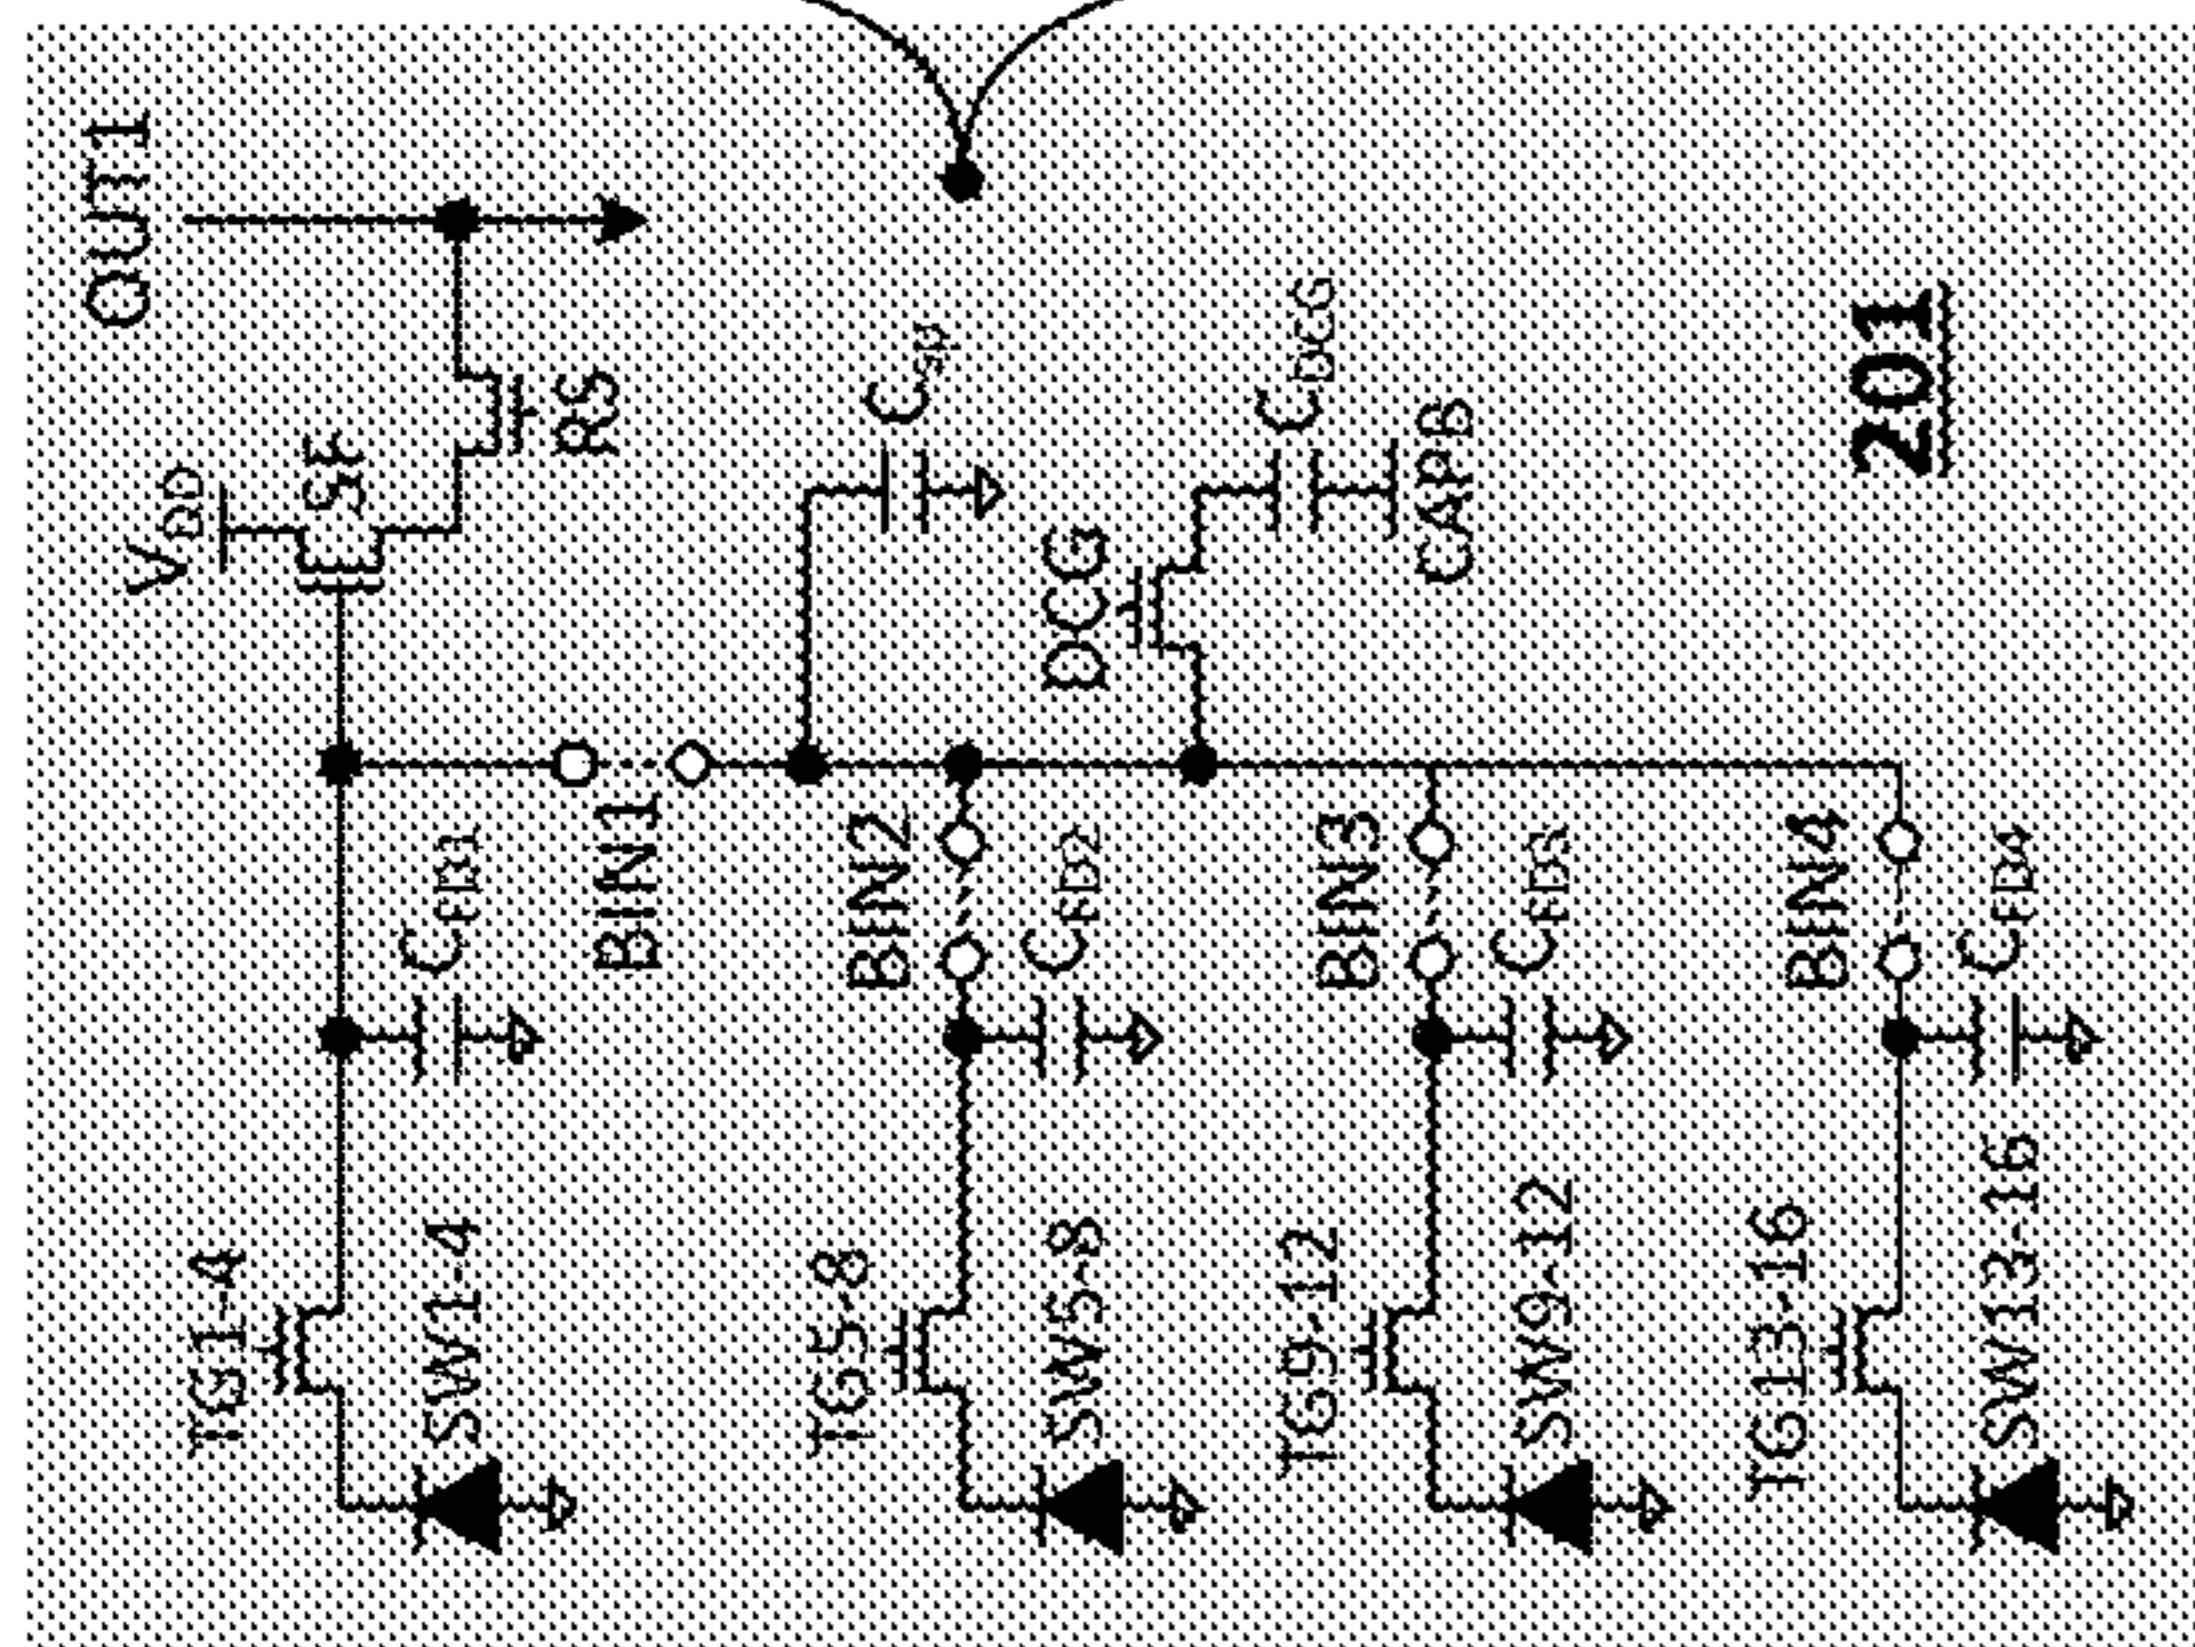 OUT1
VDD
SF
RS
TG1-4
SW1-4
CFD1
BIN1
DCG
CDCG
CAPB
TG5-8
SW5-8
BIN2
CFD2
TG9-12
SW9-12
BIN3
CFD3
TG13-16
SW13-16
BIN4
CFD4
201